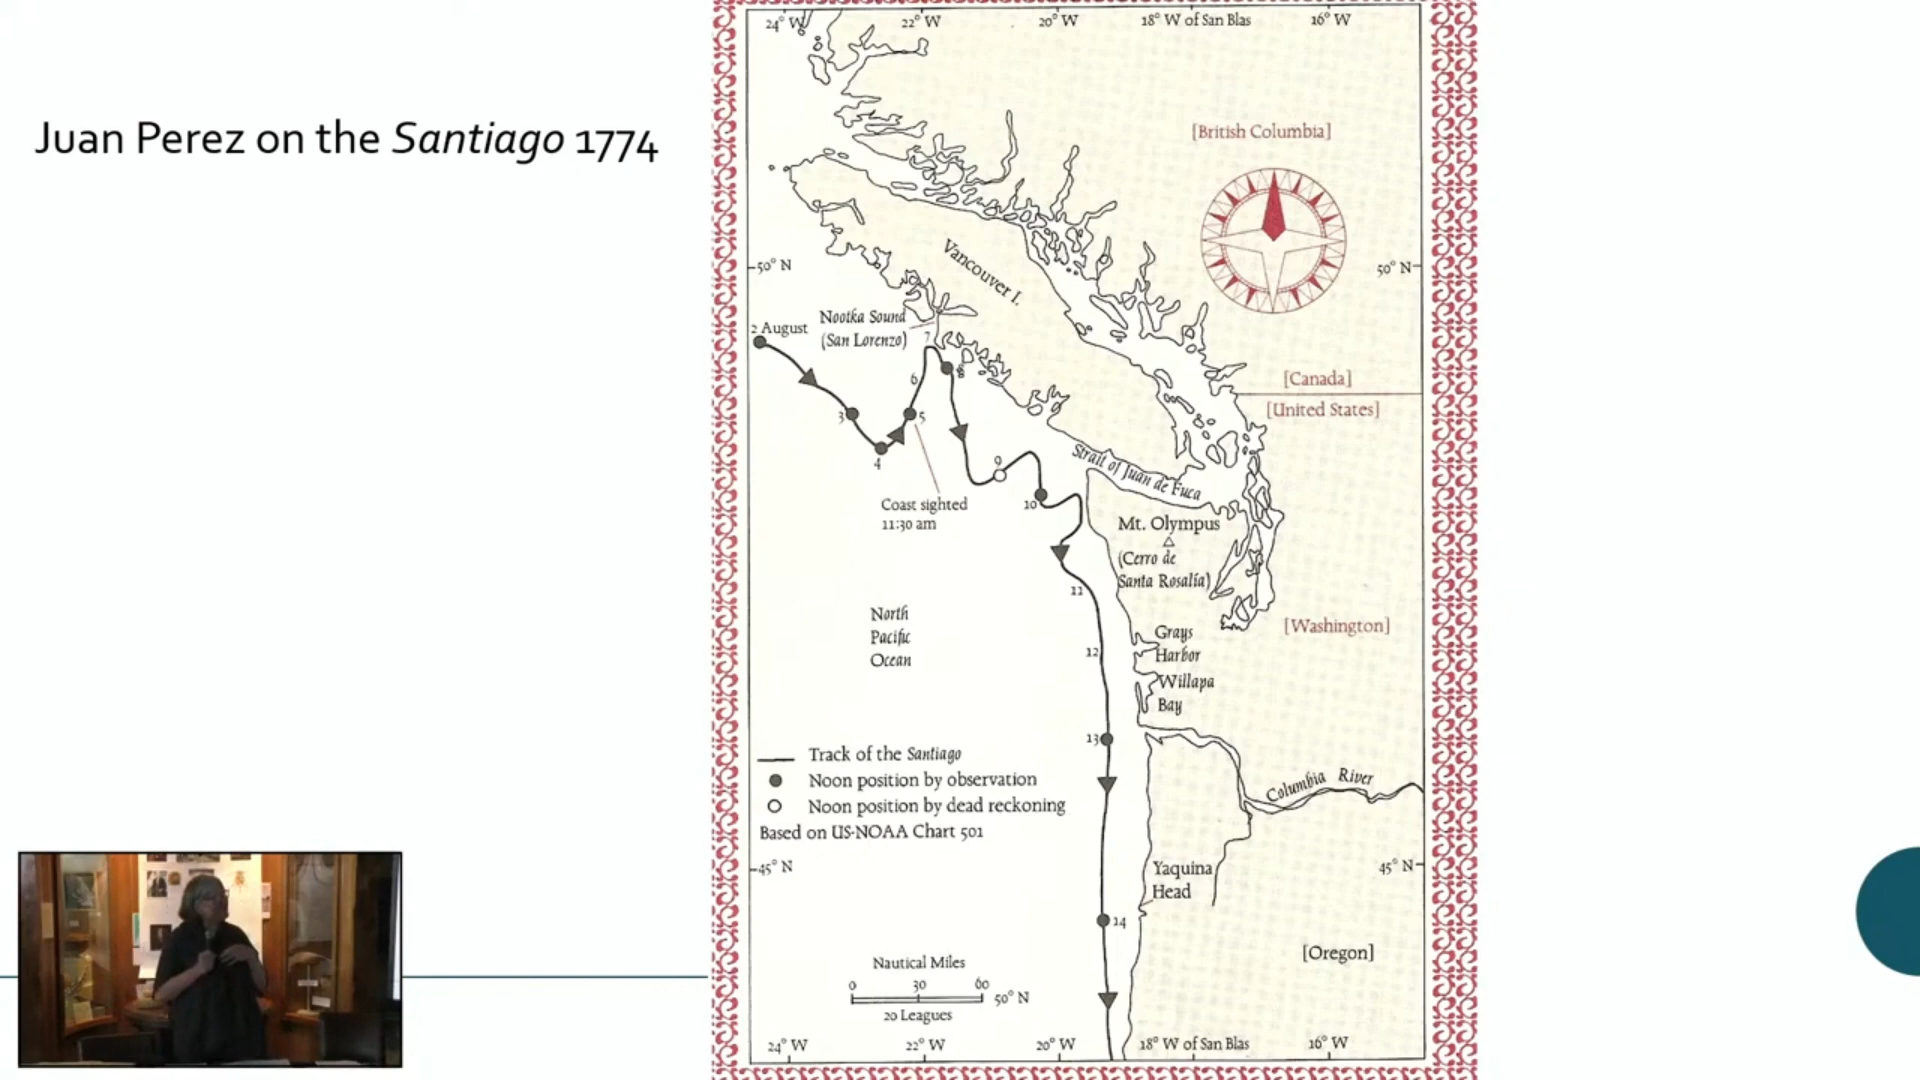 Juan Perez on the Santiago 1774
24° W
22° W
20° W
18° W of San Blas
16° W
[British Columbia]
50° N
50° N
Vancouver I.
Nootka Sound
(San Lorenzo)
2 August
7
8
6
3
5
4
[Canada]
[United States]
Strait of Juan de Fuca
9
10
Coast sighted
11:30 am
Mt. Olympus
(Cerro de
Santa Rosalía)
11
North
Pacific
Ocean
12
Grays
Harbor
[Washington]
Willapa
Bay
13
Track of the Santiago
Noon position by observation
Noon position by dead reckoning
Based on US-NOAA Chart 501
Columbia River
45° N
45° N
Yaquina
Head
14
[Oregon]
Nautical Miles
0 30 60
50° N
20 Leagues
24° W
22° W
20° W
18° W of San Blas
16° W